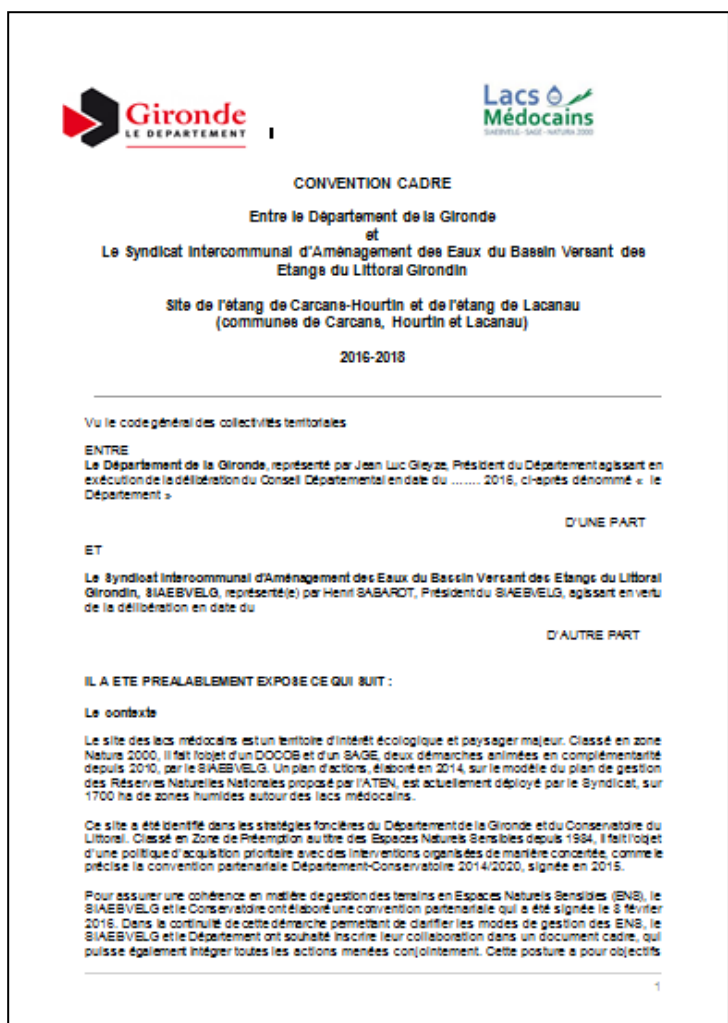 Gironde
LE DEPARTEMENT
Lacs
Médocains
SIAEBVELG - SAGE - NATURA 2000
CONVENTION CADRE
Entre le Département de la Gironde
et
Le Syndicat Intercommunal d'Aménagement des Eaux du Bassin Versant des
Etangs du Littoral Girondin
Site de l'étang de Carcans-Hourtin et de l'étang de Lacanau
(communes de Carcans, Hourtin et Lacanau)
2016-2018
Vu le code général des collectivités territoriales
ENTRE
Le Département de la Gironde, représenté par Jean Luc Gleyze, Président du Département agissant en
exécution de la délibération du Conseil Départemental en date du ....... 2016, ci-après dénommé « le
Département »
D'UNE PART
ET
Le Syndicat Intercommunal d'Aménagement des Eaux du Bassin Versant des Etangs du Littoral
Girondin, SIAEBVELG, représenté(e) par Henri SABAROT, Président du SIAEBVELG, agissant en vertu
de la délibération en date du
D'AUTRE PART
IL A ETE PREALABLEMENT EXPOSE CE QUI SUIT :
Le contexte
Le site des lacs médocains est un territoire d'intérêt écologique et paysager majeur. Classé en zone
Natura 2000, il fait l'objet d'un DOCOB et d'un SAGE, deux démarches animées en complémentarité
depuis 2010, par le SIAEBVELG. Un plan d'actions, élaboré en 2014, sur le modèle du plan de gestion
des Réserves Naturelles Nationales proposé par l'ATEN, est actuellement déployé par le Syndicat, sur
1700 ha de zones humides autour des lacs médocains.
Ce site a été identifié dans les stratégies foncières du Département de la Gironde et du Conservatoire du
Littoral. Classé en Zone de Préemption au titre des Espaces Naturels Sensibles depuis 1984, il fait l'objet
d'une politique d'acquisition prioritaire avec des interventions organisées de manière concertée, comme le
précise la convention partenariale Département-Conservatoire 2014/2020, signée en 2015.
Pour assurer une cohérence en matière de gestion des terrains en Espaces Naturels Sensibles (ENS), le
SIAEBVELG et le Conservatoire ont élaboré une convention partenariale qui a été signée le 8 février
2016. Dans la continuité de cette démarche permettant de clarifier les modes de gestion des ENS, le
SIAEBVELG et le Département ont souhaité inscrire leur collaboration dans un document cadre, qui
puisse également intégrer toutes les actions menées conjointement. Cette posture a pour objectifs
1